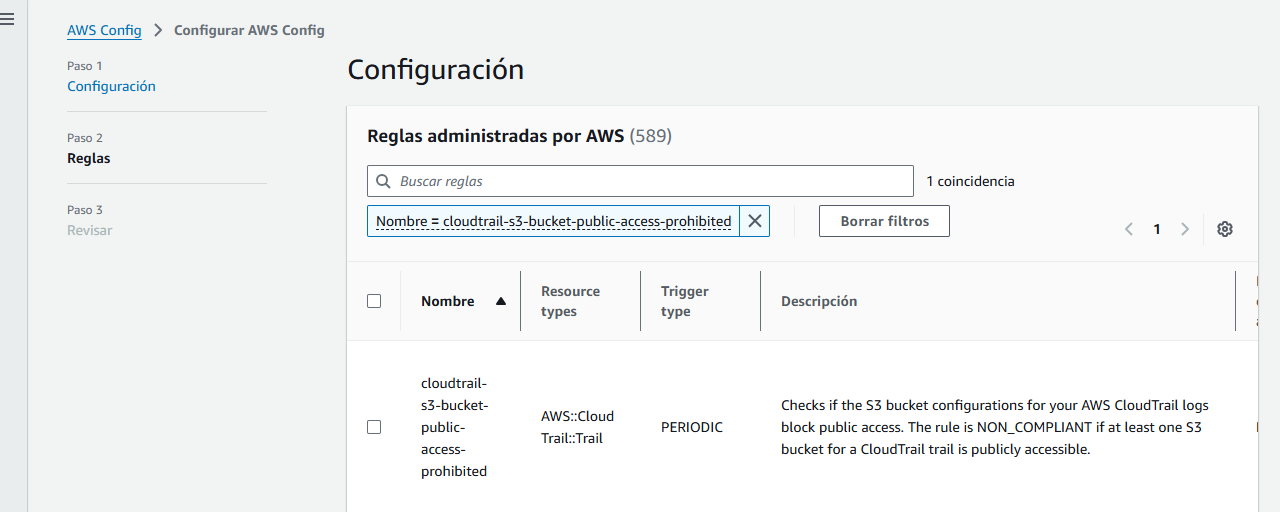 AWS Config > Configurar AWS Config
Paso 1
Configuración
Paso 2
Reglas
Paso 3
Revisar
Configuración
Reglas administradas por AWS (589)
Buscar reglas
1 coincidencia
Nombre = cloudtrail-s3-bucket-public-access-prohibited
Borrar filtros
1
Nombre
Resource
types
Trigger
type
Descripción
cloudtrail-
s3-bucket-
public-
access-
prohibited
AWS::Cloud
Trail::Trail
PERIODIC
Checks if the S3 bucket configurations for your AWS CloudTrail logs
block public access. The rule is NON_COMPLIANT if at least one S3
bucket for a CloudTrail trail is publicly accessible.